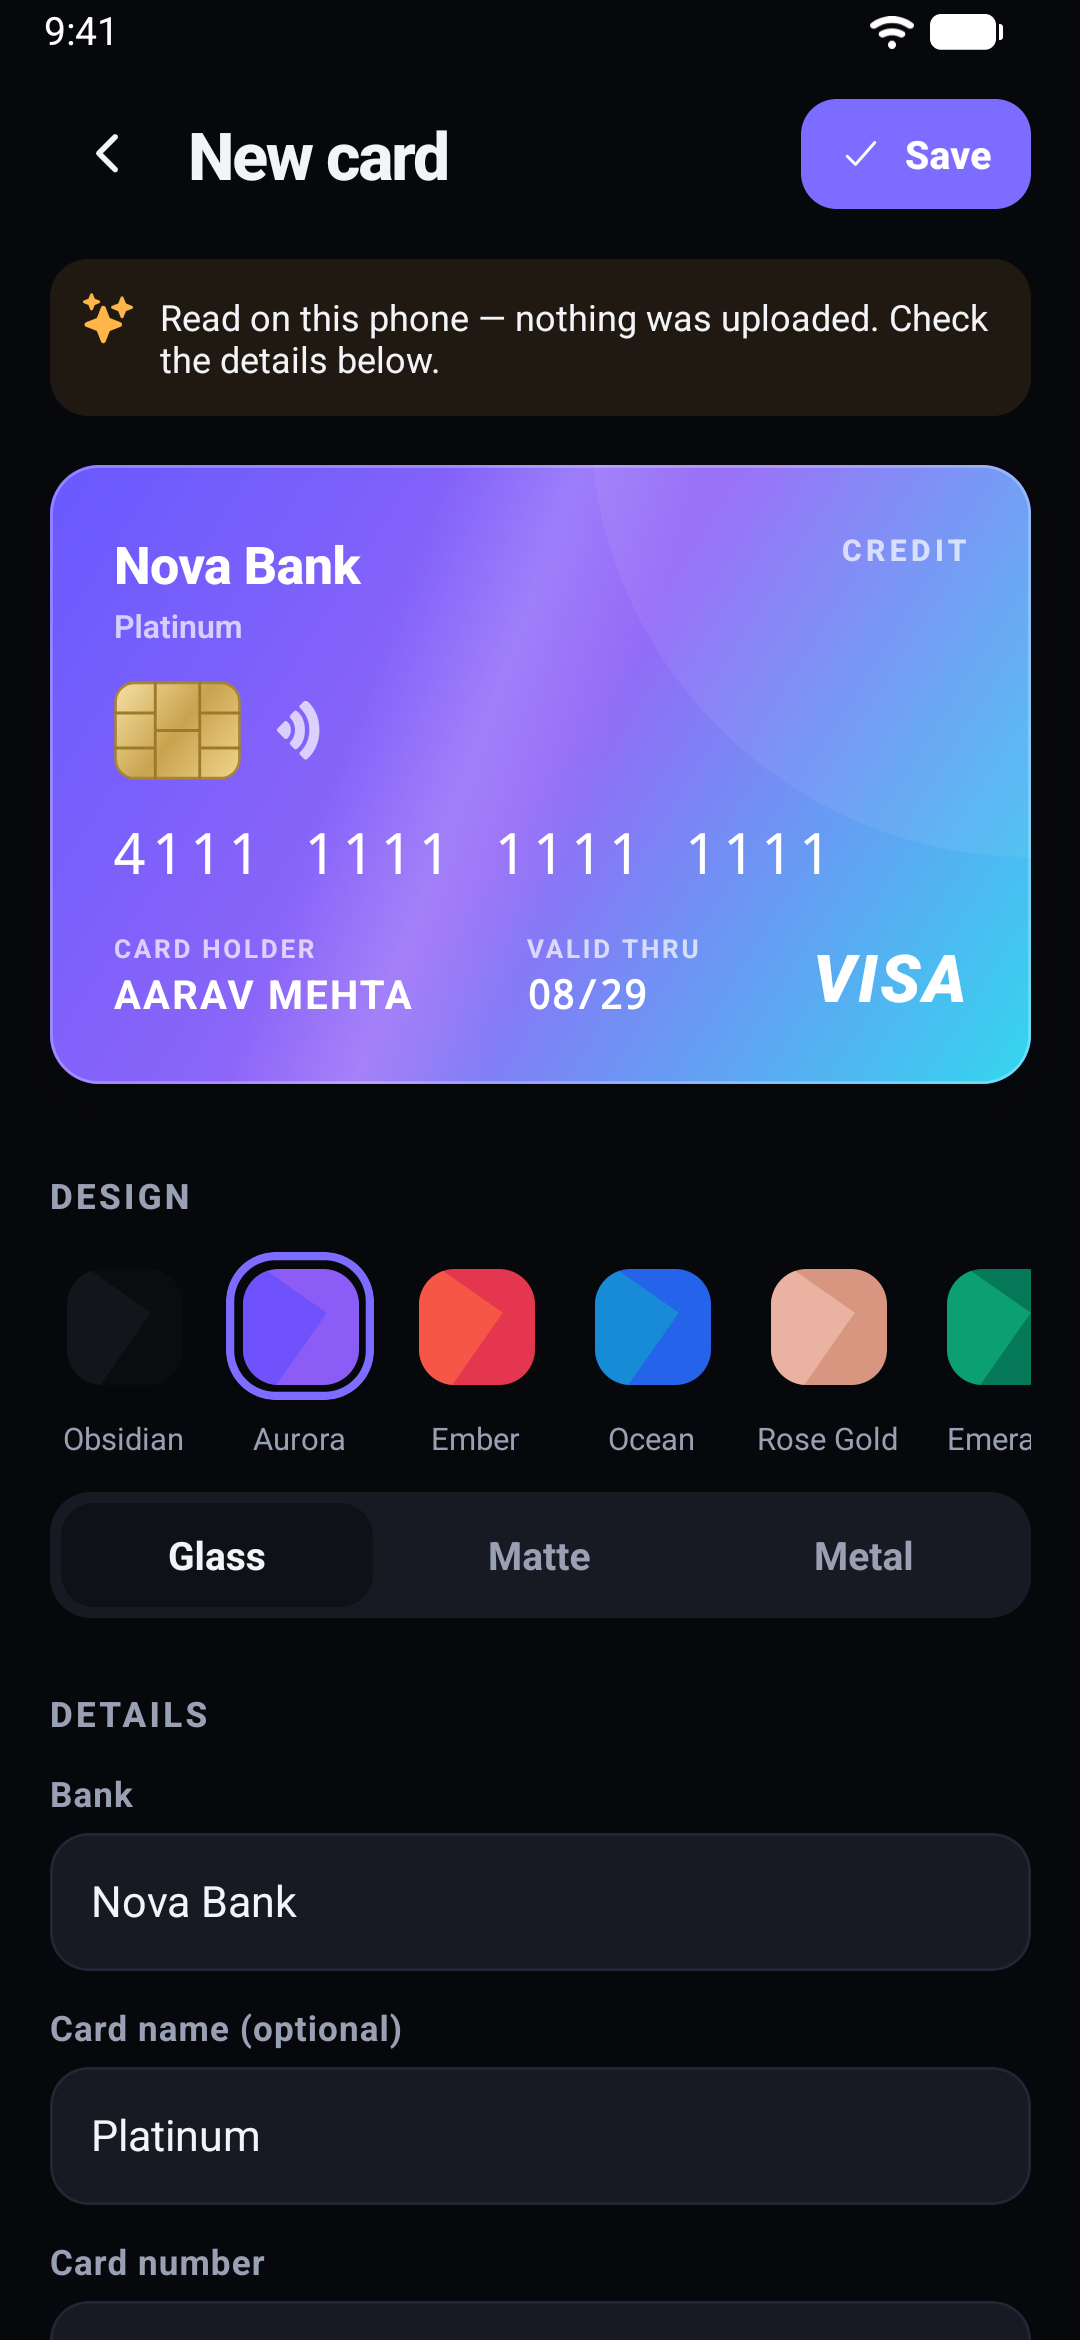 9:41
New card
Save
Read on this phone — nothing was uploaded. Check
the details below.
Nova Bank
CREDIT
Platinum
4111 1111 1111 1111
CARD HOLDER
VALID THRU
AARAV MEHTA
08/29
VISA
DESIGN
Obsidian
Aurora
Ember
Ocean
Rose Gold
Emera
Glass
Matte
Metal
DETAILS
Bank
Nova Bank
Card name (optional)
Platinum
Card number